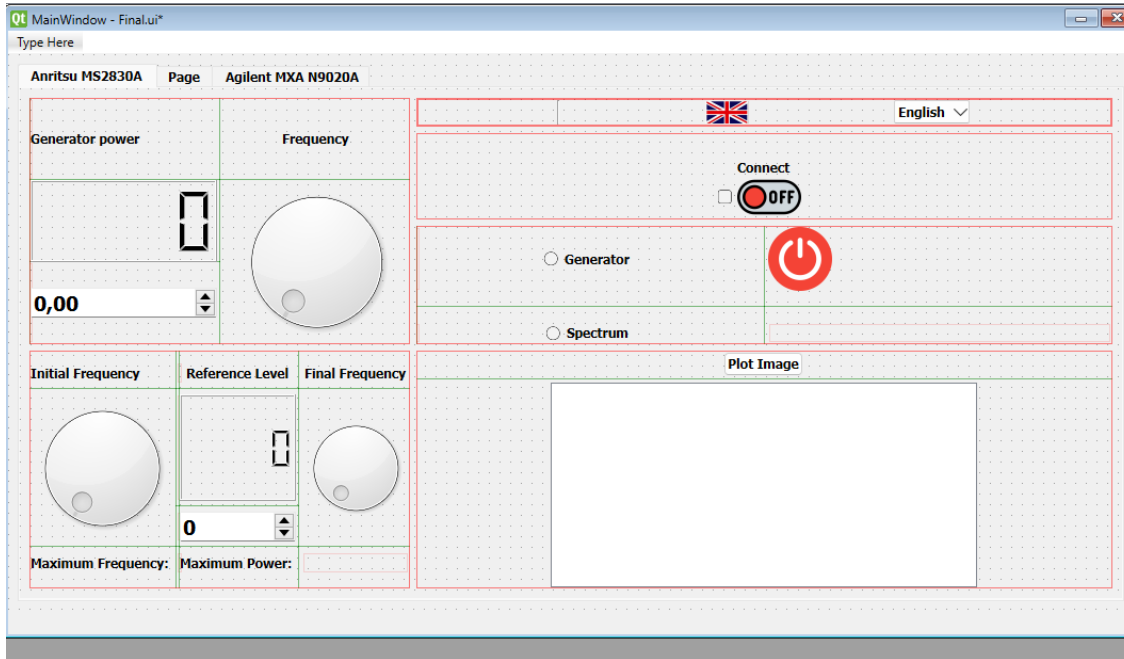 Qt MainWindow - Final.ui*
Type Here
Anritsu MS2830A Page Agilent MXA N9020A
English
Generator power Frequency
Connect
0
OFF
Generator
0,00
Spectrum
Plot Image
Initial Frequency Reference Level Final Frequency
0
0
Maximum Frequency: Maximum Power: